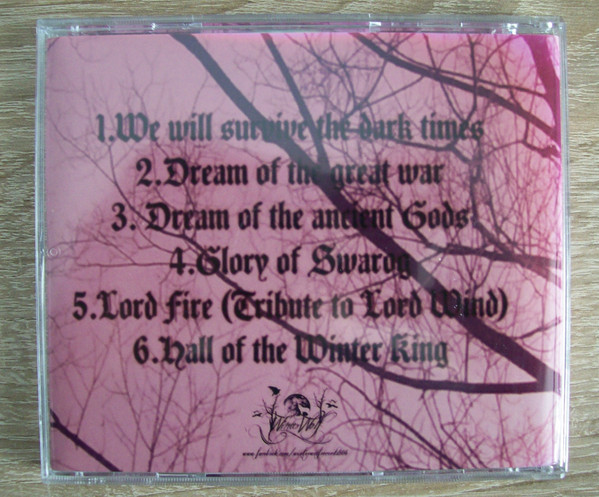 1.We will survive the dark times
2.Dream of the great war
3. Dream of the ancient Gods
4.Glory of Swarog
5.Lord Fire (Tribute to Lord Wind)
6.Hall of the Winter King